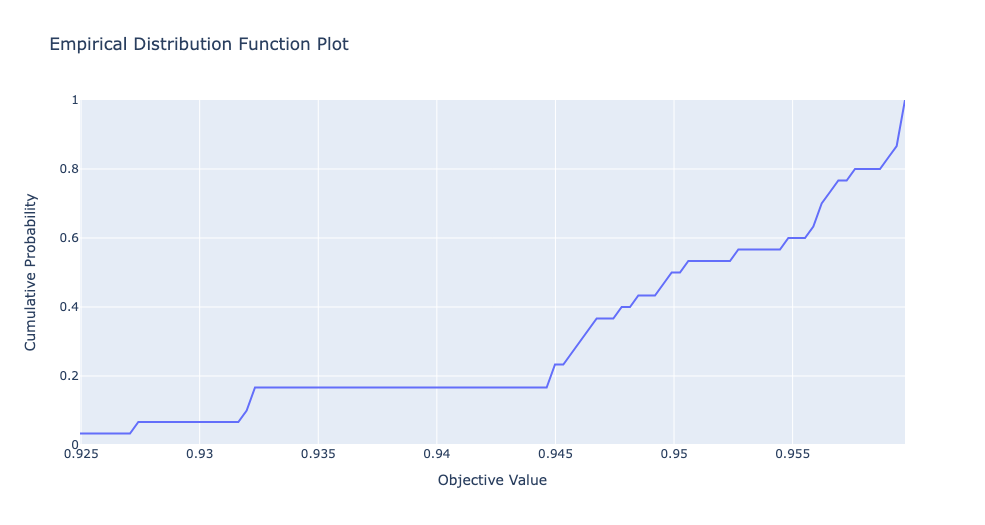 Empirical Distribution Function Plot
1
0.8
0.6
0.4
0.2
0
Cumulative Probability
0.925 0.93 0.935 0.94 0.945 0.95 0.955
Objective Value